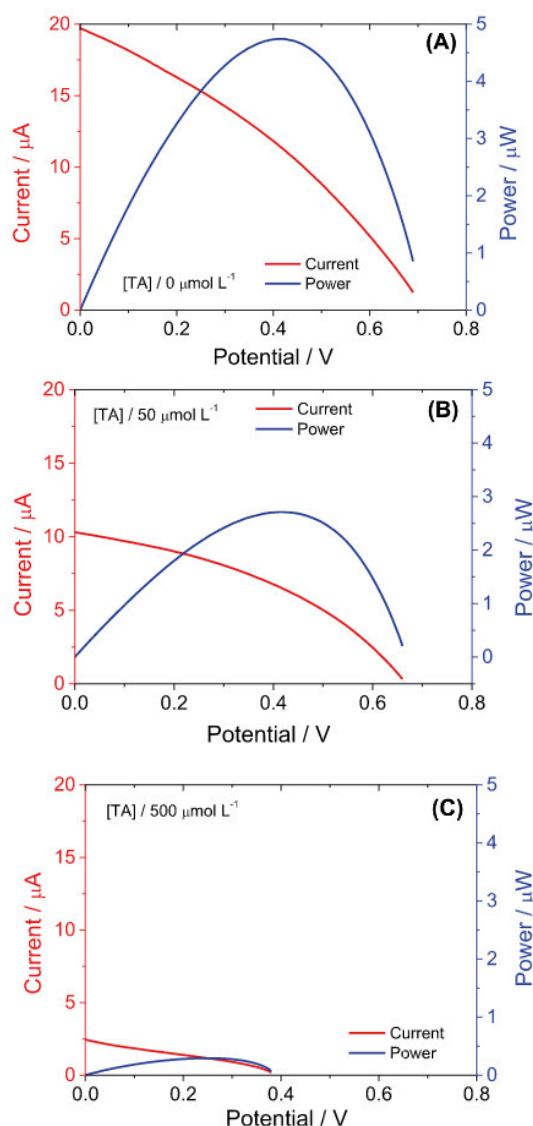 (A)
20
15
10
5
0
Current / μA
5
4
3
2
1
0
Power / μW
[TA] / 0 μmol L⁻¹
Current
Power
0.0 0.2 0.4 0.6 0.8
Potential / V
(B)
20
15
10
5
0
Current / μA
5
4
3
2
1
0
Power / μW
[TA] / 50 μmol L⁻¹
Current
Power
0.0 0.2 0.4 0.6 0.8
Potential / V
(C)
20
15
10
5
0
Current / μA
5
4
3
2
1
0
Power / μW
[TA] / 500 μmol L⁻¹
Current
Power
0.0 0.2 0.4 0.6 0.8
Potential / V